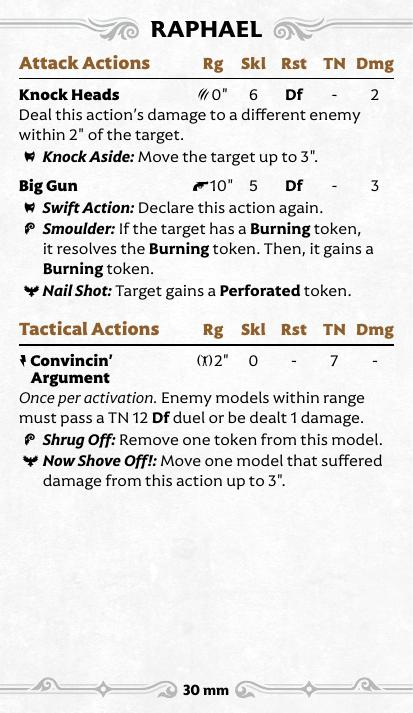 RAPHAEL
Attack Actions Rg Skl Rst TN Dmg
Knock Heads 0" 6 Df - 2
Deal this action's damage to a different enemy
within 2" of the target.
Knock Aside: Move the target up to 3".
Big Gun 10" 5 Df - 3
Swift Action: Declare this action again.
Smoulder: If the target has a Burning token,
it resolves the Burning token. Then, it gains a
Burning token.
Nail Shot: Target gains a Perforated token.
Tactical Actions Rg Skl Rst TN Dmg
Convincin' 2" 0 - 7 -
Argument
Once per activation. Enemy models within range
must pass a TN 12 Df duel or be dealt 1 damage.
Shrug Off: Remove one token from this model.
Now Shove Off!: Move one model that suffered
damage from this action up to 3".
30 mm